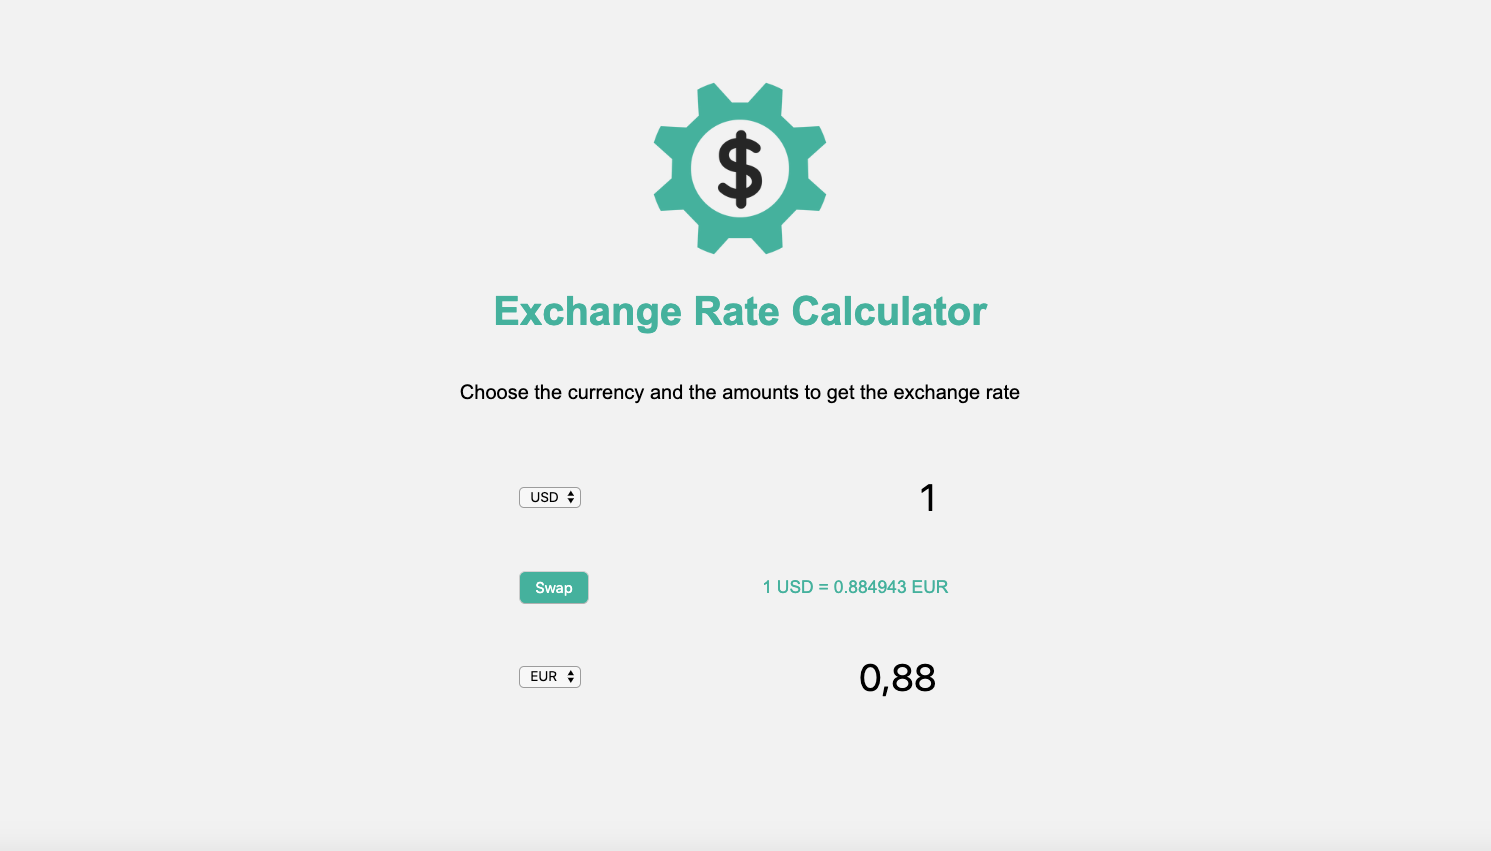 $
Exchange Rate Calculator
Choose the currency and the amounts to get the exchange rate
USD 1
Swap 1 USD = 0.884943 EUR
EUR 0,88